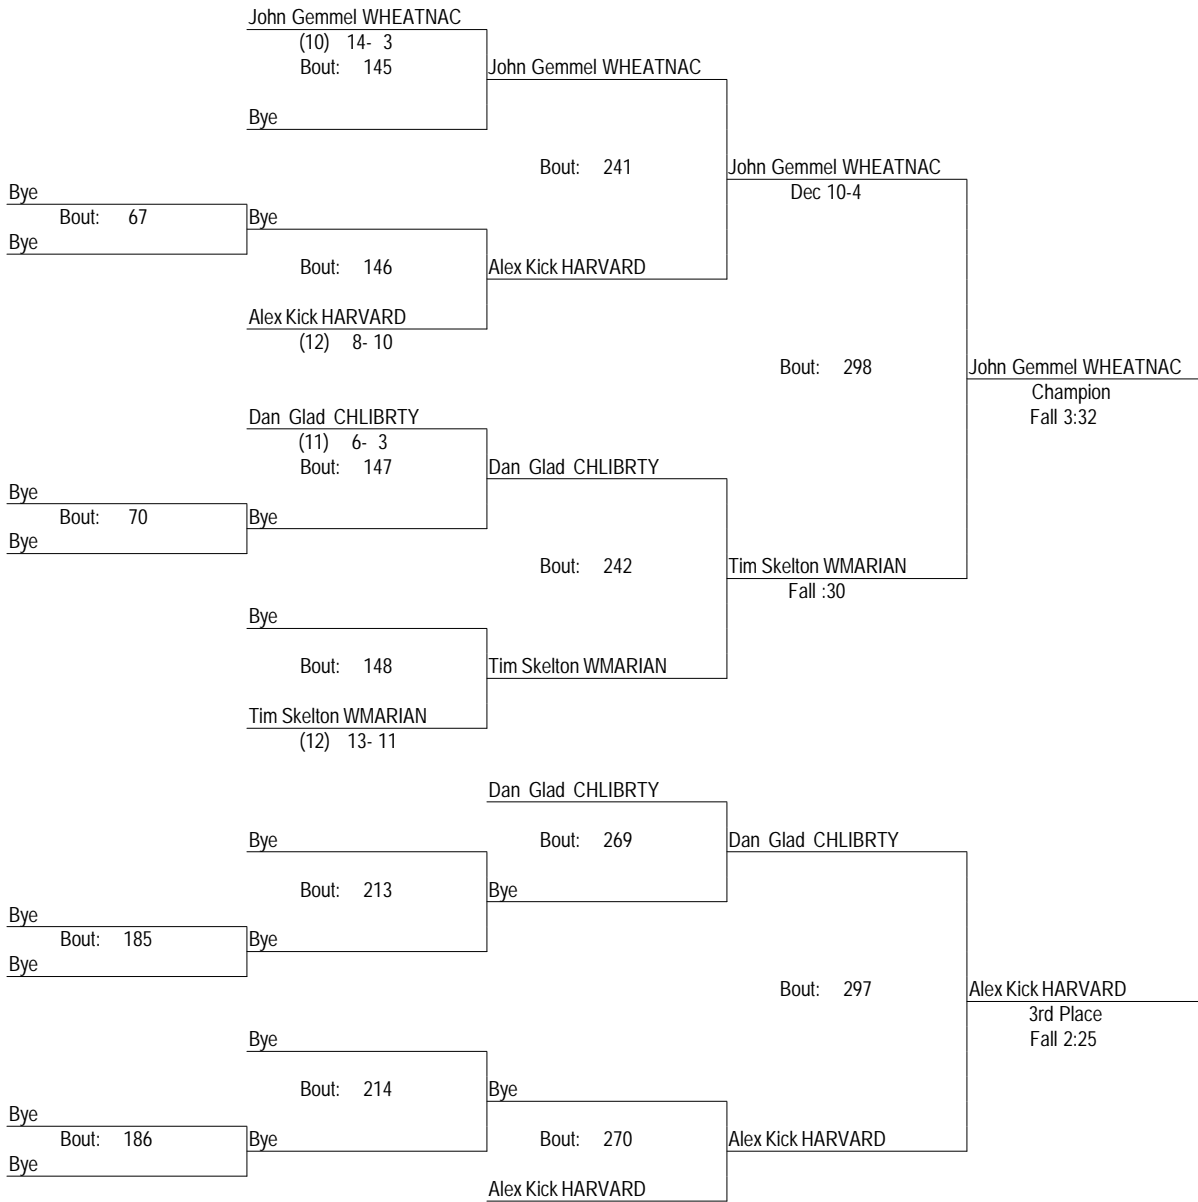 John Gemmel WHEATNAC
(10) 14- 3
Bout: 145
John Gemmel WHEATNAC
Bye
Bout: 241
John Gemmel WHEATNAC
Dec 10-4
Bye
Bout: 67
Bye
Bye
Bout: 146
Alex Kick HARVARD
Alex Kick HARVARD
(12) 8- 10
Bout: 298
John Gemmel WHEATNAC
Champion
Fall 3:32
Dan Glad CHLIBRTY
(11) 6- 3
Bout: 147
Dan Glad CHLIBRTY
Bye
Bout: 70
Bye
Bye
Bout: 242
Tim Skelton WMARIAN
Fall :30
Bye
Bout: 148
Tim Skelton WMARIAN
Tim Skelton WMARIAN
(12) 13- 11
Dan Glad CHLIBRTY
Bye
Bout: 269
Dan Glad CHLIBRTY
Bout: 213
Bye
Bye
Bout: 185
Bye
Bye
Bout: 297
Alex Kick HARVARD
3rd Place
Fall 2:25
Bye
Bout: 214
Bye
Bye
Bout: 186
Bye
Bye
Bout: 270
Alex Kick HARVARD
Alex Kick HARVARD